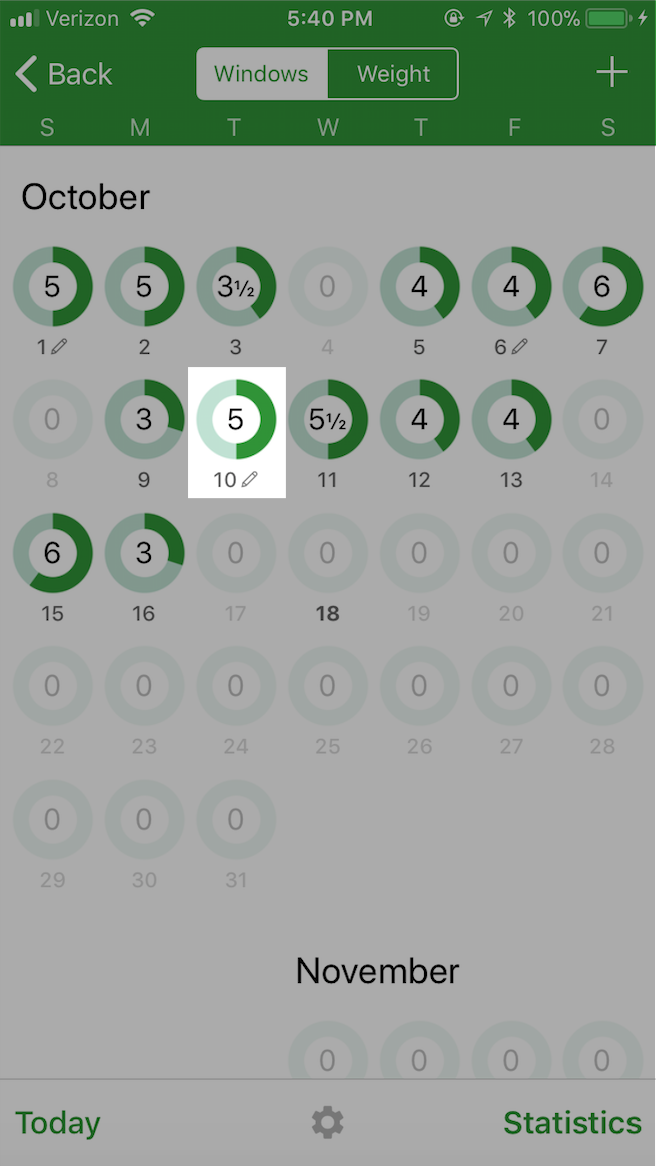 Verizon 5:40 PM 100%
Back Windows Weight +
S M T W T F S
October
5 5 3½ 0 4 4 6
1 2 3 4 5 6 7
0 3 5 5½ 4 4 0
8 9 10 11 12 13 14
6 3 0 0 0 0 0
15 16 17 18 19 20 21
0 0 0 0 0 0 0
22 23 24 25 26 27 28
0 0 0
29 30 31
November
0 0 0 0
Today Statistics